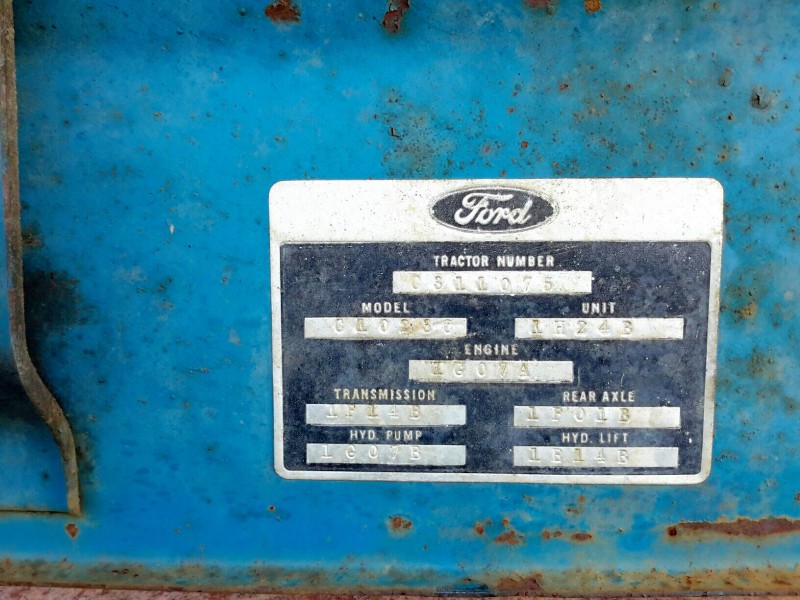 Ford
TRACTOR NUMBER
C311075
MODEL UNIT
C1023C 1H24B
ENGINE
1G07A
TRANSMISSION REAR AXLE
1F14B 1F01B
HYD. PUMP HYD. LIFT
1G07B 1E14B